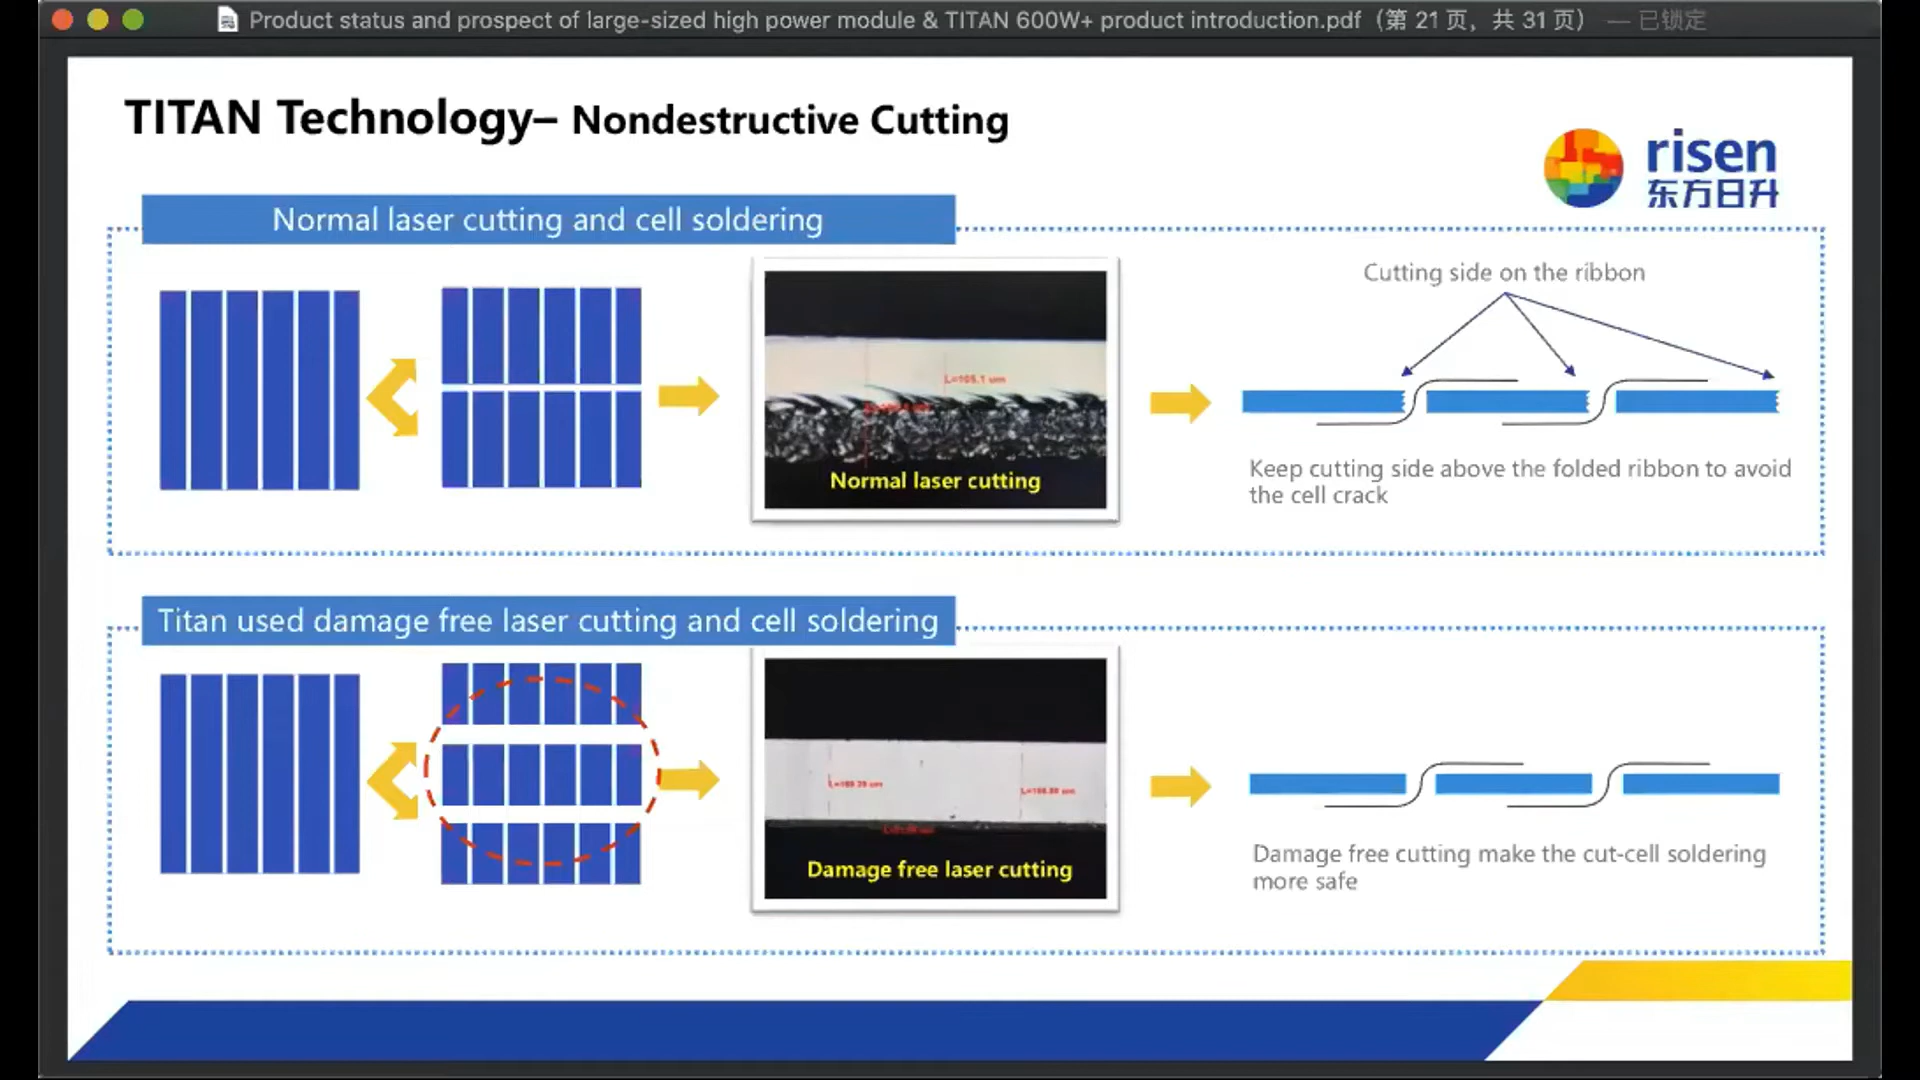 Product status and prospect of large-sized high power module & TITAN 600W+ product introduction.pdf（第 21 页，共 31 页） — 已锁定
TITAN Technology– Nondestructive Cutting
risen
东方日升
Normal laser cutting and cell soldering
Cutting side on the ribbon
L=105.1 um
Normal laser cutting
Keep cutting side above the folded ribbon to avoid
the cell crack
Titan used damage free laser cutting and cell soldering
Damage free laser cutting
Damage free cutting make the cut-cell soldering
more safe